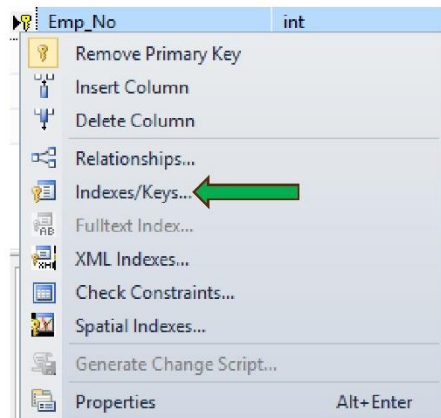 Emp_No int
Remove Primary Key
Insert Column
Delete Column
Relationships...
Indexes/Keys...
Fulltext Index...
XML Indexes...
Check Constraints...
Spatial Indexes...
Generate Change Script...
Properties Alt+Enter